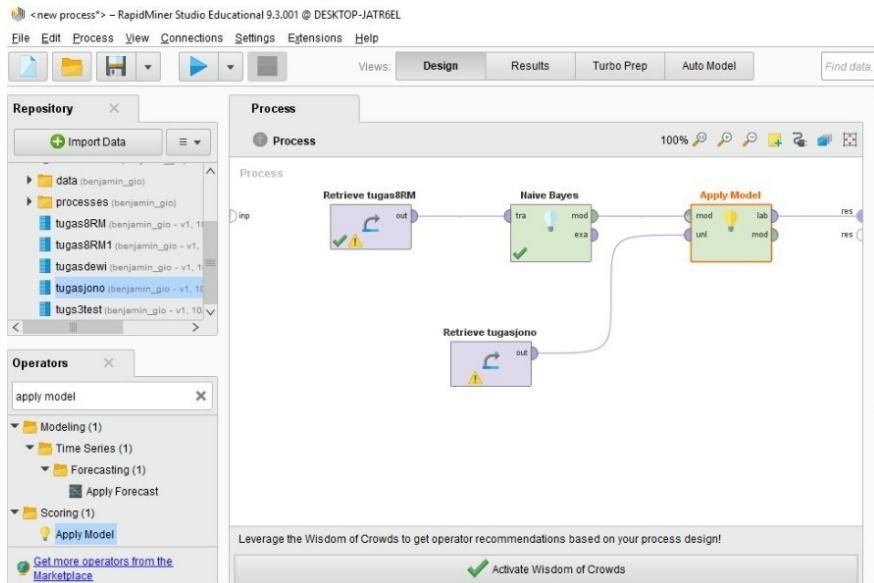 <new process*> – RapidMiner Studio Educational 9.3.001 @ DESKTOP-JATR6EL
File Edit Process View Connections Settings Extensions Help
Views: Design Results Turbo Prep Auto Model Find data,
Repository
Import Data
data (benjamin_gio)
processes (benjamin_gio)
tugas8RM (benjamin_gio - v1, 10
tugas8RM1 (benjamin_gio - v1,
tugasdewi (benjamin_gio - v1, 1
tugasjono (benjamin_gio - v1, 10
tugs3test (benjamin_gio - v1, 10
Operators
apply model
Modeling (1)
Time Series (1)
Forecasting (1)
Apply Forecast
Scoring (1)
Apply Model
Get more operators from the
Marketplace
Process
Process
100%
Process
inp
Retrieve tugas8RM
out
Naive Bayes
tra mod
exa
Apply Model
mod lab
unl mod
res
res
Retrieve tugasjono
out
Leverage the Wisdom of Crowds to get operator recommendations based on your process design!
Activate Wisdom of Crowds